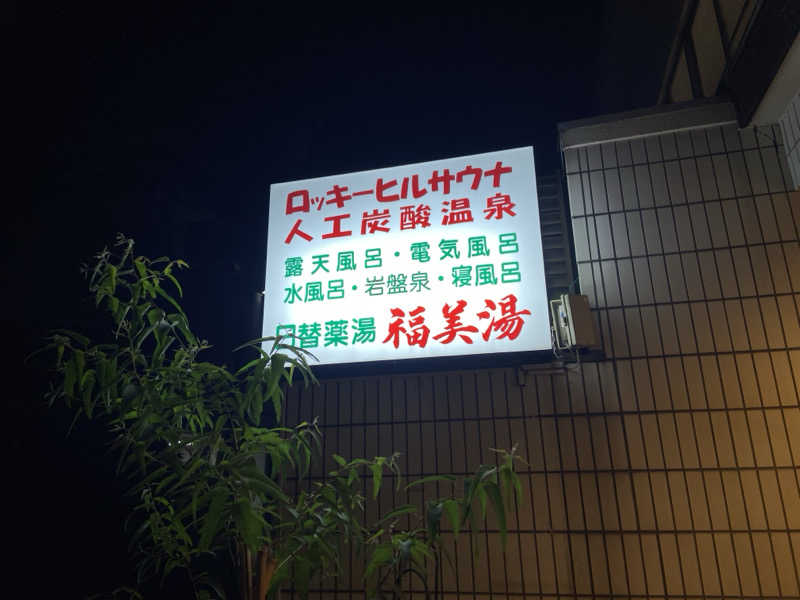 ロッキーヒルサウナ
人工炭酸温泉
露天風呂・電気風呂
水風呂・岩盤泉・寝風呂
日替薬湯 福美湯